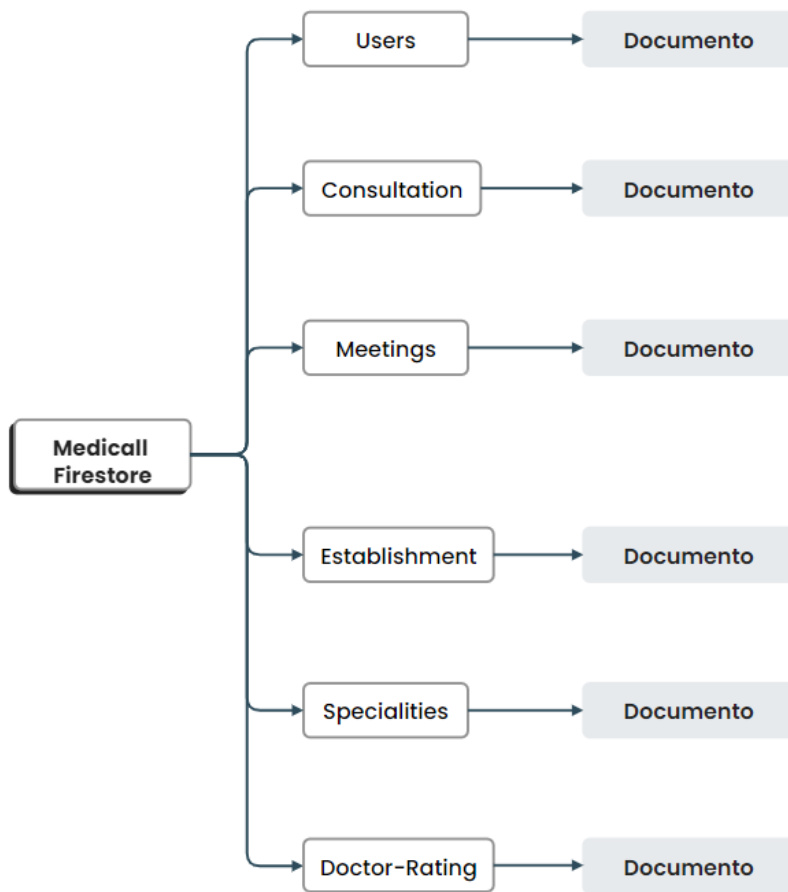 Users
Documento
Consultation
Documento
Meetings
Documento
Medicall
Firestore
Establishment
Documento
Specialities
Documento
Doctor-Rating
Documento